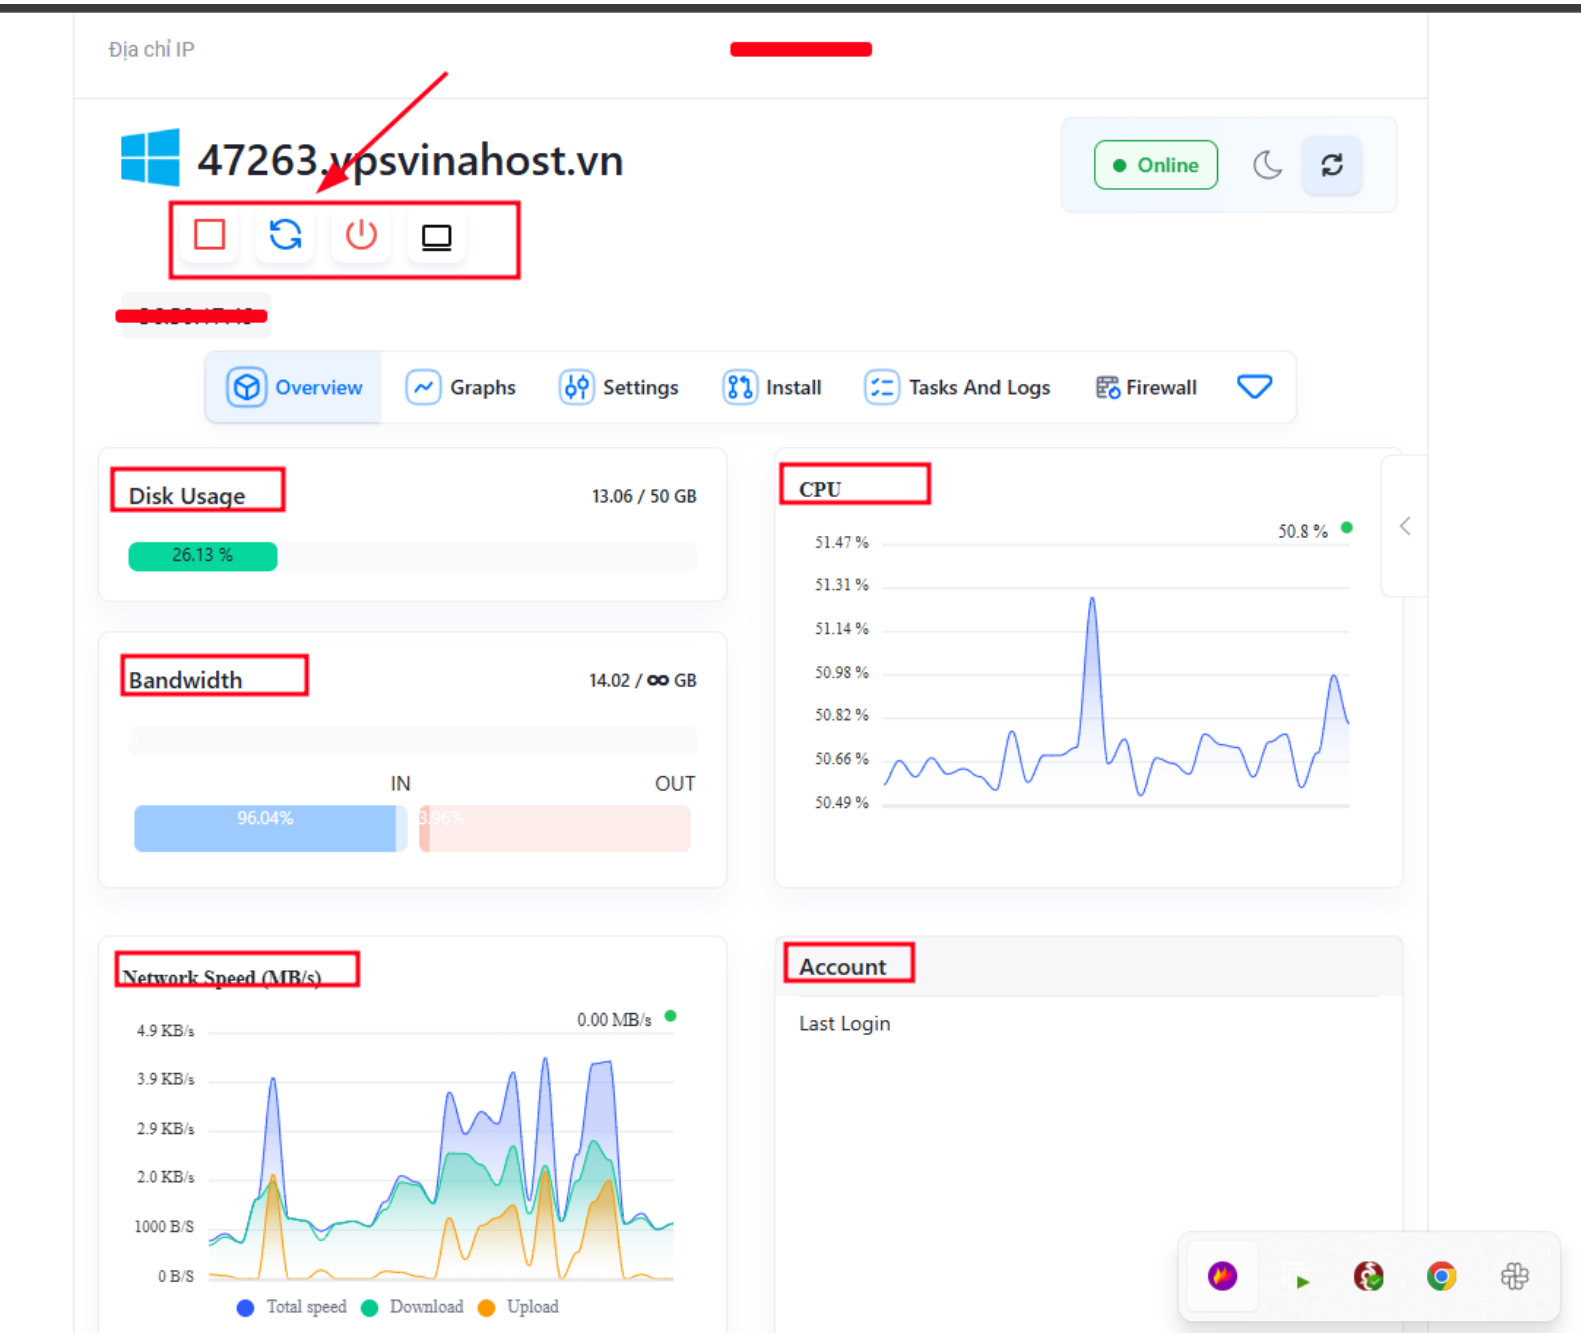 Địa chỉ IP
47263.vpsvinahost.vn
Online
Overview
Graphs
Settings
Install
Tasks And Logs
Firewall
Disk Usage
13.06 / 50 GB
26.13 %
CPU
50.8 %
51.47 %
51.31 %
51.14 %
50.98 %
50.82 %
50.66 %
50.49 %
Bandwidth
14.02 / ∞ GB
IN
OUT
96.04%
3.96%
Network Speed (MB/s)
0.00 MB/s
4.9 KB/s
3.9 KB/s
2.9 KB/s
2.0 KB/s
1000 B/S
0 B/S
Total speed
Download
Upload
Account
Last Login